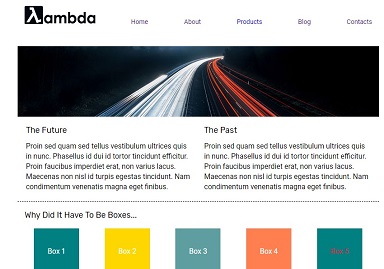 λambda
Home About Products Blog Contacts
The Future
Proin sed quam sed tellus vestibulum ultrices quis
in nunc. Phasellus id dui id tortor tincidunt efficitur.
Proin faucibus imperdiet erat, non varius lacus.
Maecenas non nisl id turpis egestas tincidunt. Nam
condimentum venenatis magna eget finibus.
The Past
Proin sed quam sed tellus vestibulum ultrices quis
in nunc. Phasellus id dui id tortor tincidunt efficitur.
Proin faucibus imperdiet erat, non varius lacus.
Maecenas non nisl id turpis egestas tincidunt. Nam
condimentum venenatis magna eget finibus.
Why Did It Have To Be Boxes...
Box 1 Box 2 Box 3 Box 4 Box 5